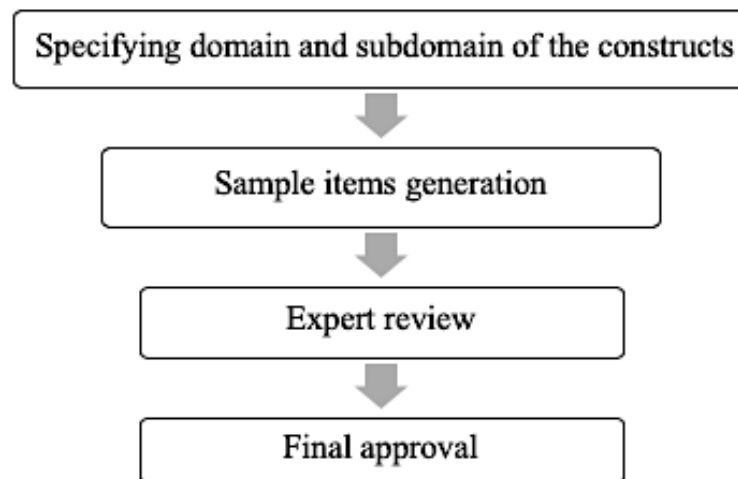 Specifying domain and subdomain of the constructs
Sample items generation
Expert review
Final approval